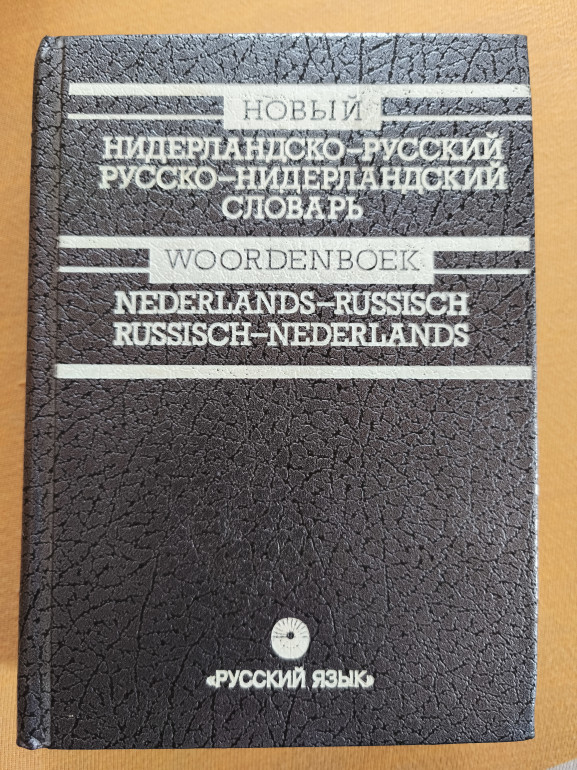 НОВЫЙ
НИДЕРЛАНДСКО–РУССКИЙ
РУССКО–НИДЕРЛАНДСКИЙ
СЛОВАРЬ
WOORDENBOEK
NEDERLANDS–RUSSISCH
RUSSISCH–NEDERLANDS
«РУССКИЙ ЯЗЫК»